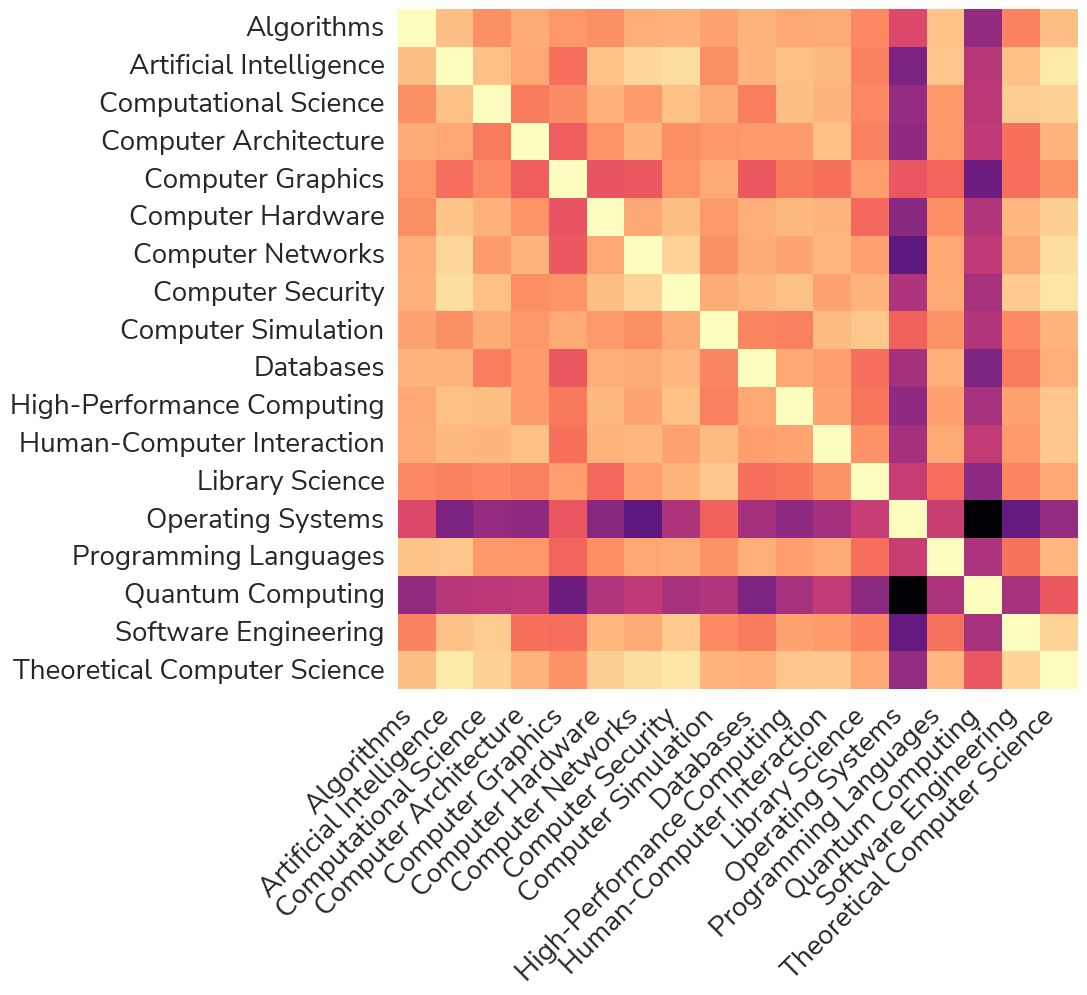 Algorithms
Artificial Intelligence
Computational Science
Computer Architecture
Computer Graphics
Computer Hardware
Computer Networks
Computer Security
Computer Simulation
Databases
High-Performance Computing
Human-Computer Interaction
Library Science
Operating Systems
Programming Languages
Quantum Computing
Software Engineering
Theoretical Computer Science
Algorithms
Artificial Intelligence
Computational Science
Computer Architecture
Computer Graphics
Computer Hardware
Computer Networks
Computer Security
Computer Simulation
Databases
High-Performance Computing
Human-Computer Interaction
Library Science
Operating Systems
Programming Languages
Quantum Computing
Software Engineering
Theoretical Computer Science